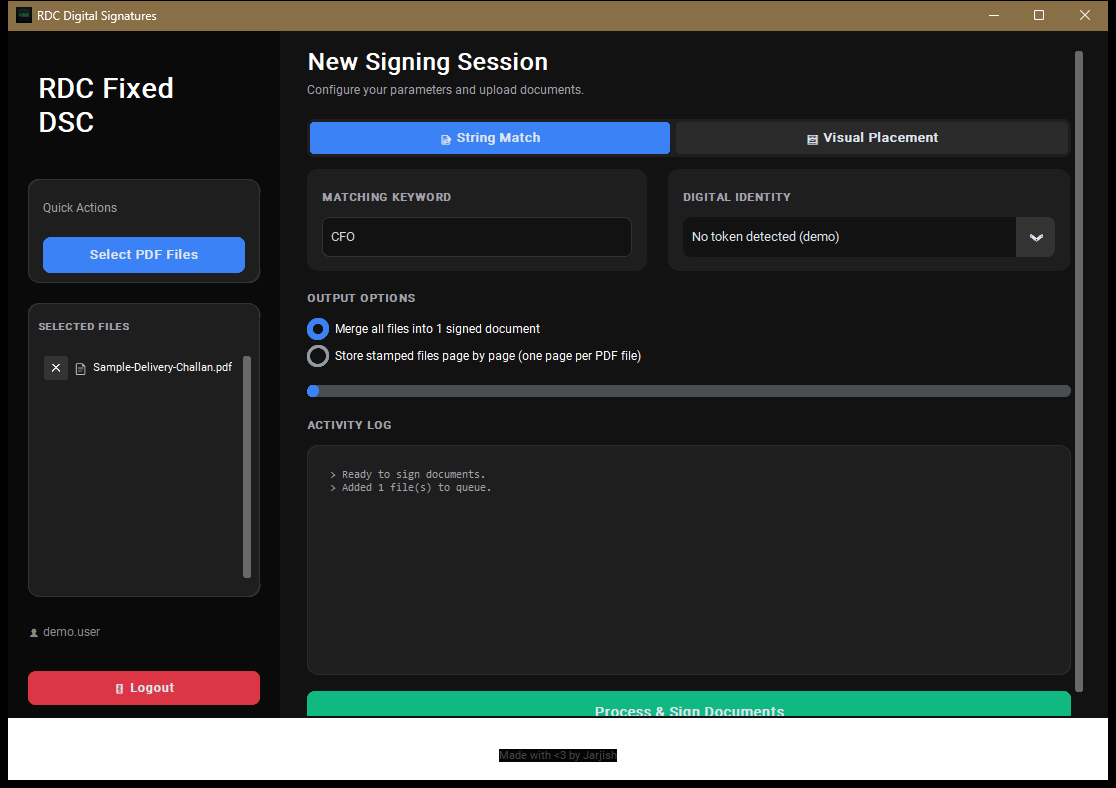 RDC Digital Signatures
RDC Fixed
DSC
Quick Actions
Select PDF Files
SELECTED FILES
Sample-Delivery-Challan.pdf
demo.user
Logout
New Signing Session
Configure your parameters and upload documents.
String Match
Visual Placement
MATCHING KEYWORD
CFO
DIGITAL IDENTITY
No token detected (demo)
OUTPUT OPTIONS
Merge all files into 1 signed document
Store stamped files page by page (one page per PDF file)
ACTIVITY LOG
> Ready to sign documents.
> Added 1 file(s) to queue.
Process & Sign Documents
Made with <3 by Jarjish